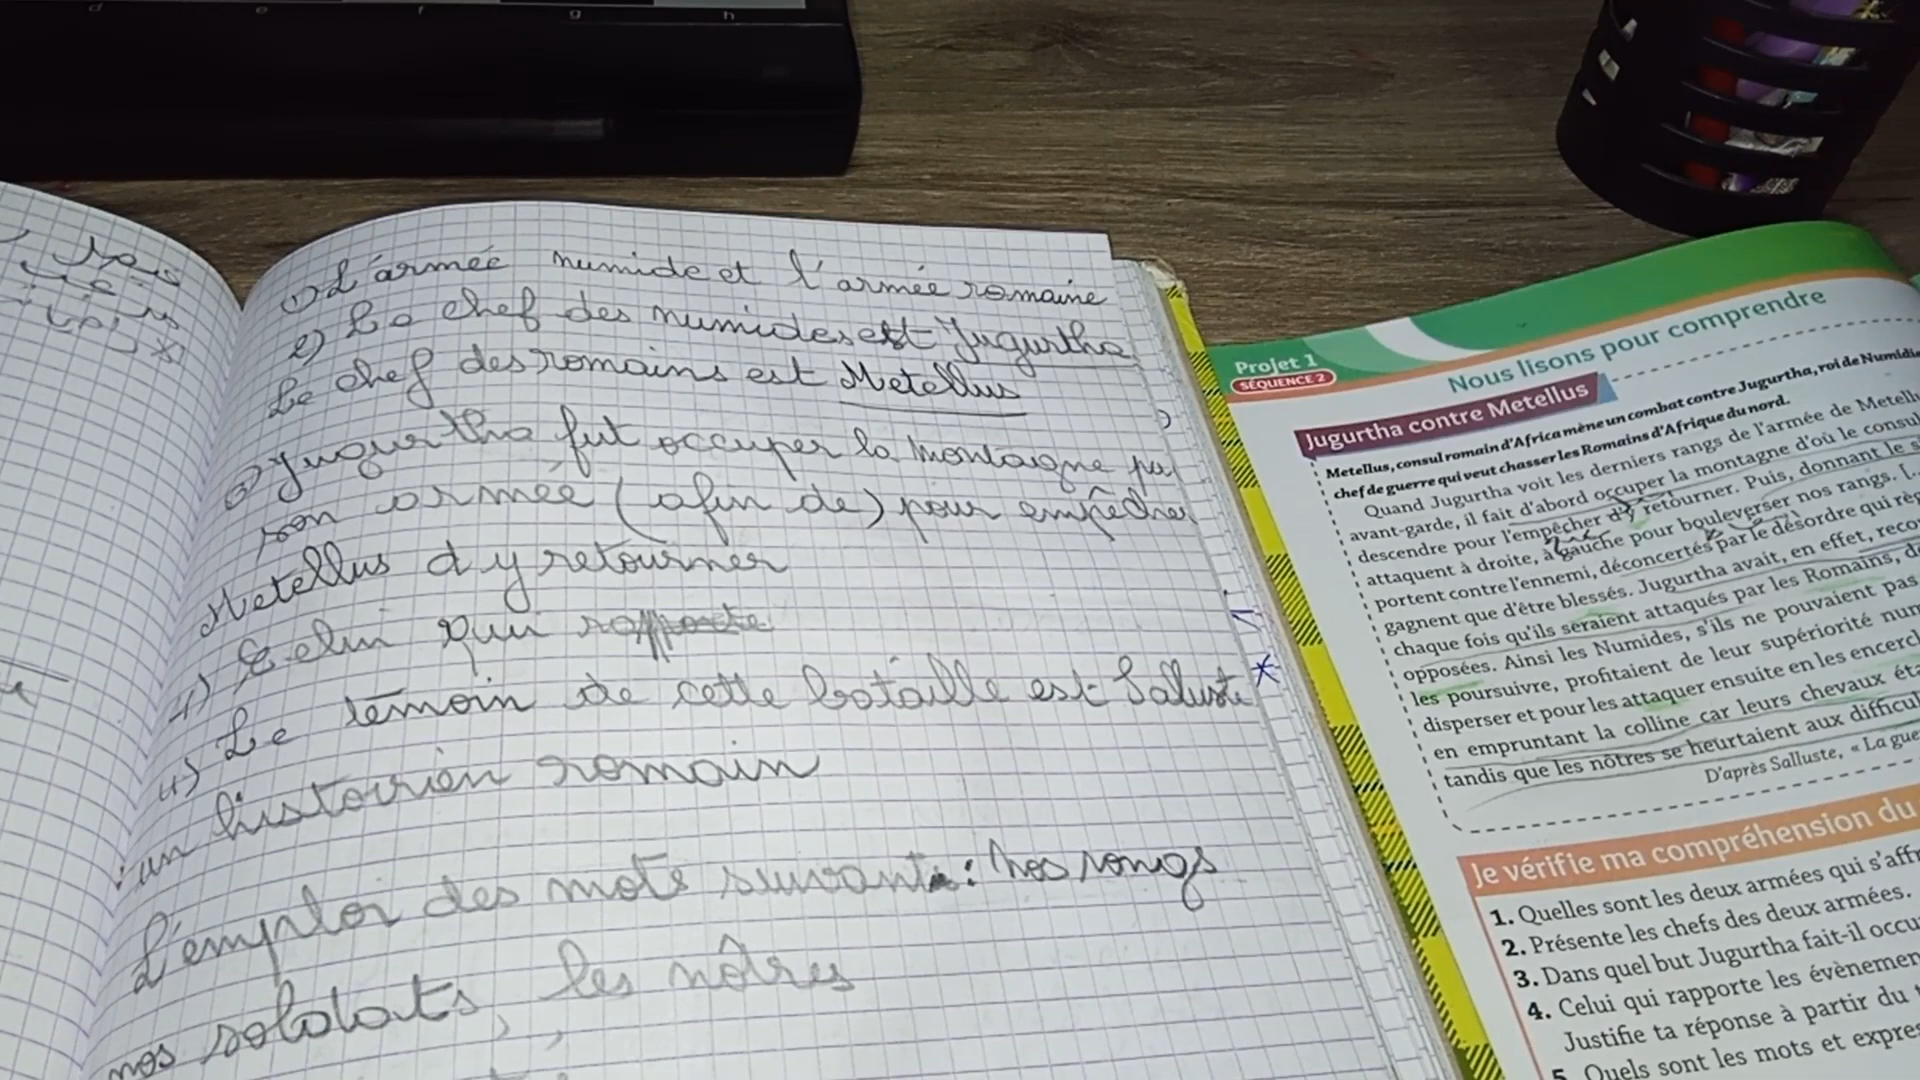 d e f g h
1) L'armée numide et l'armée romaine
2) Le chef des numides est Jugurtha
Le chef des romains est Metellus
3) Jugurtha fut occuper la montagne pa
son armée (afin de) pour empêcher
Metellus d y retourner
4) Celui qui rapporte
4) Le témoin de cette bataille est Saluste *
: un historien romain
L'emploi des mots suivant : nos rangs
nos soldats, les nôtres
Projet 1
SÉQUENCE 2
Nous lisons pour comprendre
Jugurtha contre Metellus
Metellus, consul romain d'Africa mène un combat contre Jugurtha, roi de Numidie
chef de guerre qui veut chasser les Romains d'Afrique du nord.
Quand Jugurtha voit les derniers rangs de l'armée de Metellu
avant-garde, il fait d'abord occuper la montagne d'où le consul
descendre pour l'empêcher d'y retourner. Puis, donnant le s
attaquent à droite, à gauche pour bouleverser nos rangs. [..
portent contre l'ennemi, déconcertés par le désordre qui règ
gagnent que d'être blessés. Jugurtha avait, en effet, reco
chaque fois qu'ils seraient attaqués par les Romains, de
opposées. Ainsi les Numides, s'ils ne pouvaient pas
les poursuivre, profitaient de leur supériorité num
disperser et pour les attaquer ensuite en les encercl
en empruntant la colline car leurs chevaux éta
tandis que les nôtres se heurtaient aux difficul
D'après Salluste, « La gue
Je vérifie ma compréhension du
1. Quelles sont les deux armées qui s'affr
2. Présente les chefs des deux armées.
3. Dans quel but Jugurtha fait-il occu
4. Celui qui rapporte les évènemen
Justifie ta réponse à partir du
5. Quels sont les mots et expres